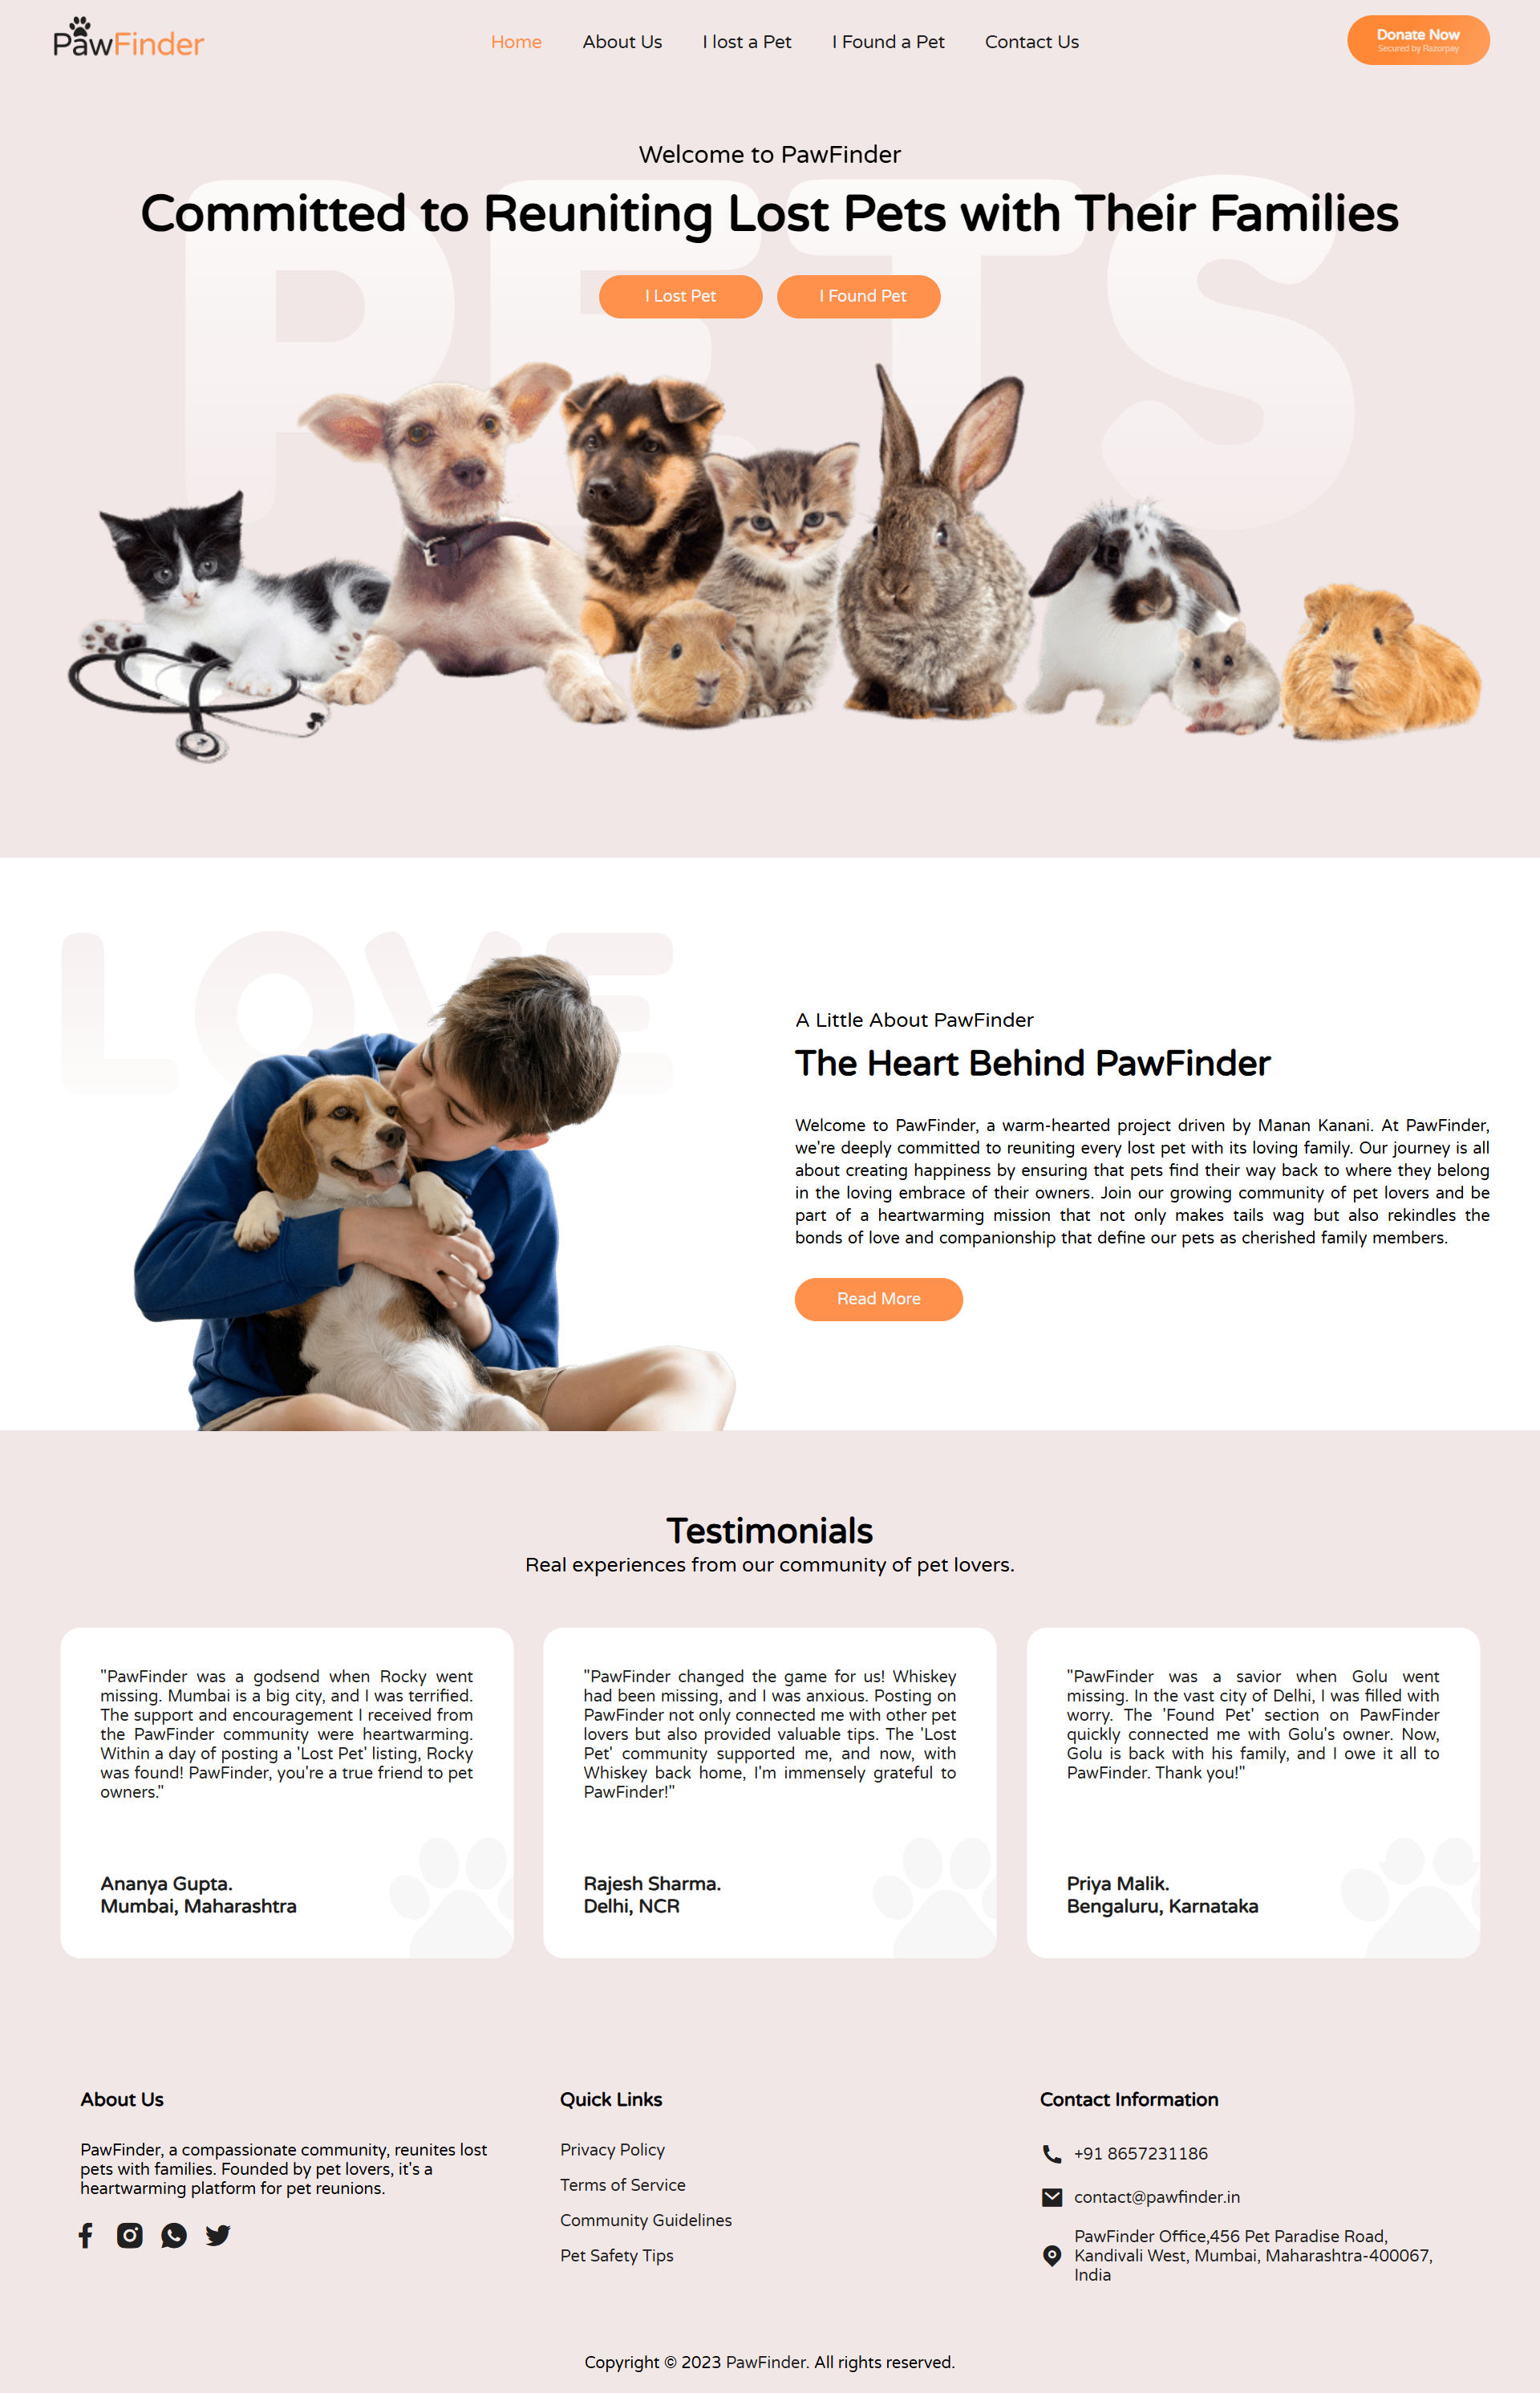 PawFinder
Home About Us I lost a Pet I Found a Pet Contact Us
Donate Now
Secured by Razorpay
Welcome to PawFinder
PETS
Committed to Reuniting Lost Pets with Their Families
I Lost Pet I Found Pet
LOVE
A Little About PawFinder
The Heart Behind PawFinder
Welcome to PawFinder, a warm-hearted project driven by Manan Kanani. At PawFinder,
we're deeply committed to reuniting every lost pet with its loving family. Our journey is all
about creating happiness by ensuring that pets find their way back to where they belong
in the loving embrace of their owners. Join our growing community of pet lovers and be
part of a heartwarming mission that not only makes tails wag but also rekindles the
bonds of love and companionship that define our pets as cherished family members.
Read More
Testimonials
Real experiences from our community of pet lovers.
"PawFinder was a godsend when Rocky went
missing. Mumbai is a big city, and I was terrified.
The support and encouragement I received from
the PawFinder community were heartwarming.
Within a day of posting a 'Lost Pet' listing, Rocky
was found! PawFinder, you're a true friend to pet
owners."
Ananya Gupta.
Mumbai, Maharashtra
"PawFinder changed the game for us! Whiskey
had been missing, and I was anxious. Posting on
PawFinder not only connected me with other pet
lovers but also provided valuable tips. The 'Lost
Pet' community supported me, and now, with
Whiskey back home, I'm immensely grateful to
PawFinder!"
Rajesh Sharma.
Delhi, NCR
"PawFinder was a savior when Golu went
missing. In the vast city of Delhi, I was filled with
worry. The 'Found Pet' section on PawFinder
quickly connected me with Golu's owner. Now,
Golu is back with his family, and I owe it all to
PawFinder. Thank you!"
Priya Malik.
Bengaluru, Karnataka
About Us
PawFinder, a compassionate community, reunites lost
pets with families. Founded by pet lovers, it's a
heartwarming platform for pet reunions.
Quick Links
Privacy Policy
Terms of Service
Community Guidelines
Pet Safety Tips
Contact Information
+91 8657231186
contact@pawfinder.in
PawFinder Office,456 Pet Paradise Road,
Kandivali West, Mumbai, Maharashtra-400067,
India
Copyright © 2023 PawFinder. All rights reserved.